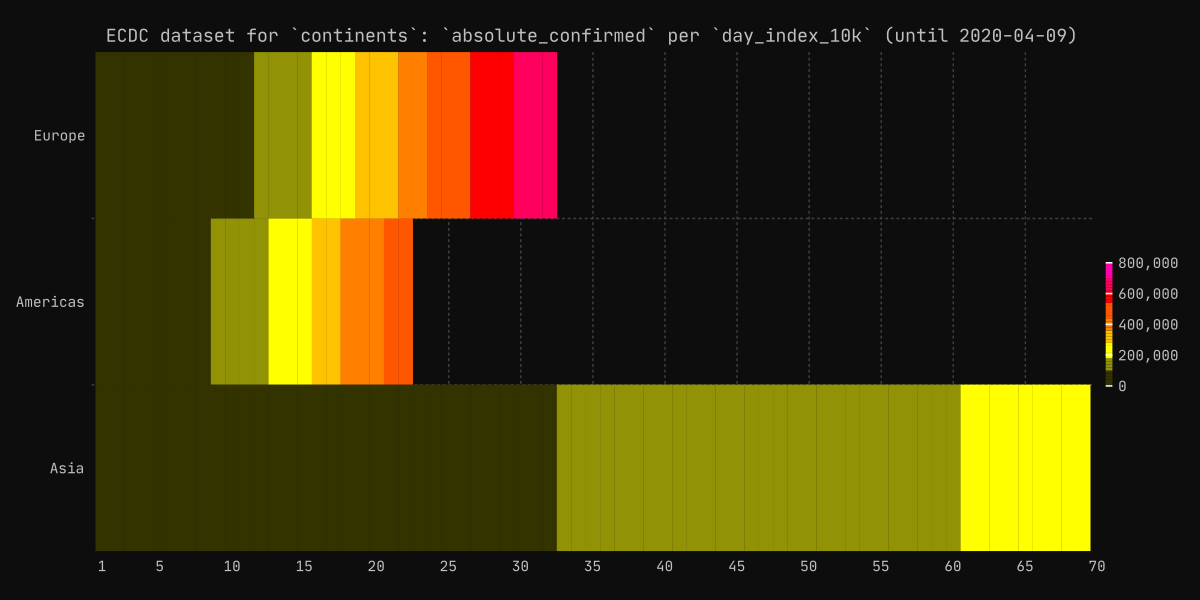 ECDC dataset for `continents`: `absolute_confirmed` per `day_index_10k` (until 2020-04-09)
Europe
Americas
Asia
800,000
600,000
400,000
200,000
0
1 5 10 15 20 25 30 35 40 45 50 55 60 65 70